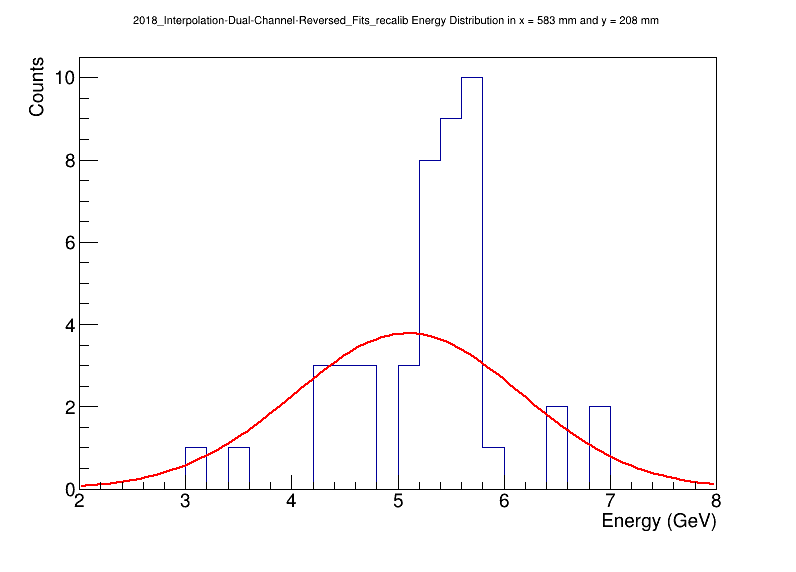 2018_Interpolation-Dual-Channel-Reversed_Fits_recalib Energy Distribution in x = 583 mm and y = 208 mm
Counts
10
8
6
4
2
0
2 3 4 5 6 7 8
Energy (GeV)